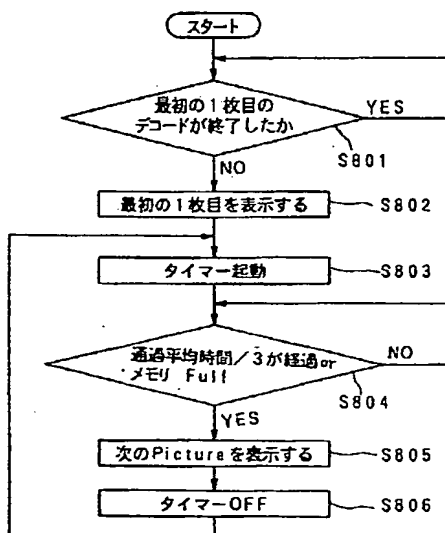 スタート
最初の1枚目の
デコードが終了したか
YES
S801
NO
最初の1枚目を表示する
S802
タイマー起動
S803
通過平均時間/3が経過or
メモリ Full
NO
S804
YES
次のPictureを表示する
S805
タイマーOFF
S806